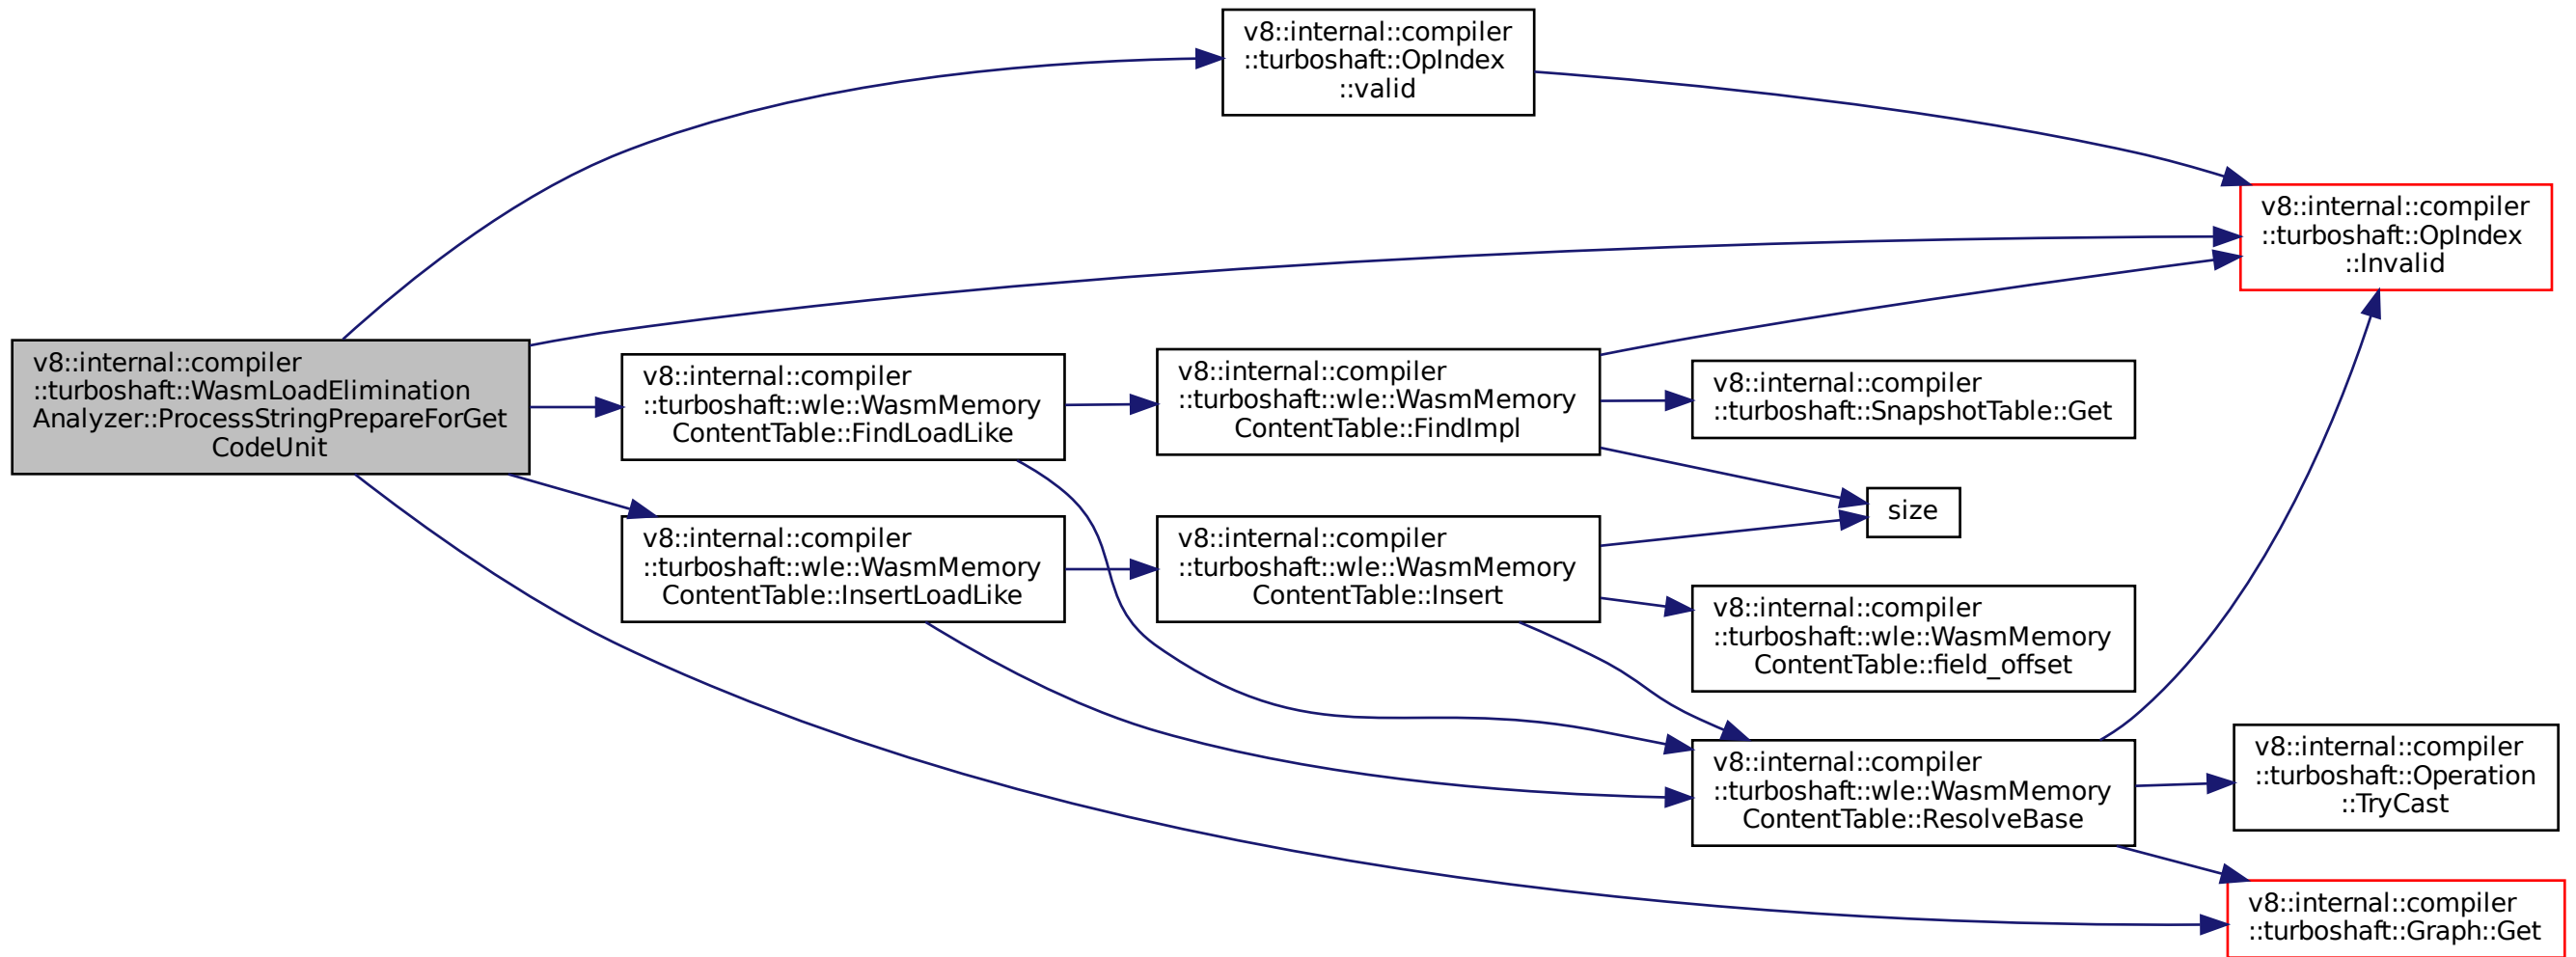 v8::internal::compiler
::turboshaft::OpIndex
::valid
v8::internal::compiler
::turboshaft::OpIndex
::Invalid
v8::internal::compiler
::turboshaft::WasmLoadElimination
Analyzer::ProcessStringPrepareForGet
CodeUnit
v8::internal::compiler
::turboshaft::wle::WasmMemory
ContentTable::FindLoadLike
v8::internal::compiler
::turboshaft::wle::WasmMemory
ContentTable::FindImpl
v8::internal::compiler
::turboshaft::SnapshotTable::Get
size
v8::internal::compiler
::turboshaft::wle::WasmMemory
ContentTable::InsertLoadLike
v8::internal::compiler
::turboshaft::wle::WasmMemory
ContentTable::Insert
v8::internal::compiler
::turboshaft::wle::WasmMemory
ContentTable::field_offset
v8::internal::compiler
::turboshaft::wle::WasmMemory
ContentTable::ResolveBase
v8::internal::compiler
::turboshaft::Operation
::TryCast
v8::internal::compiler
::turboshaft::Graph::Get